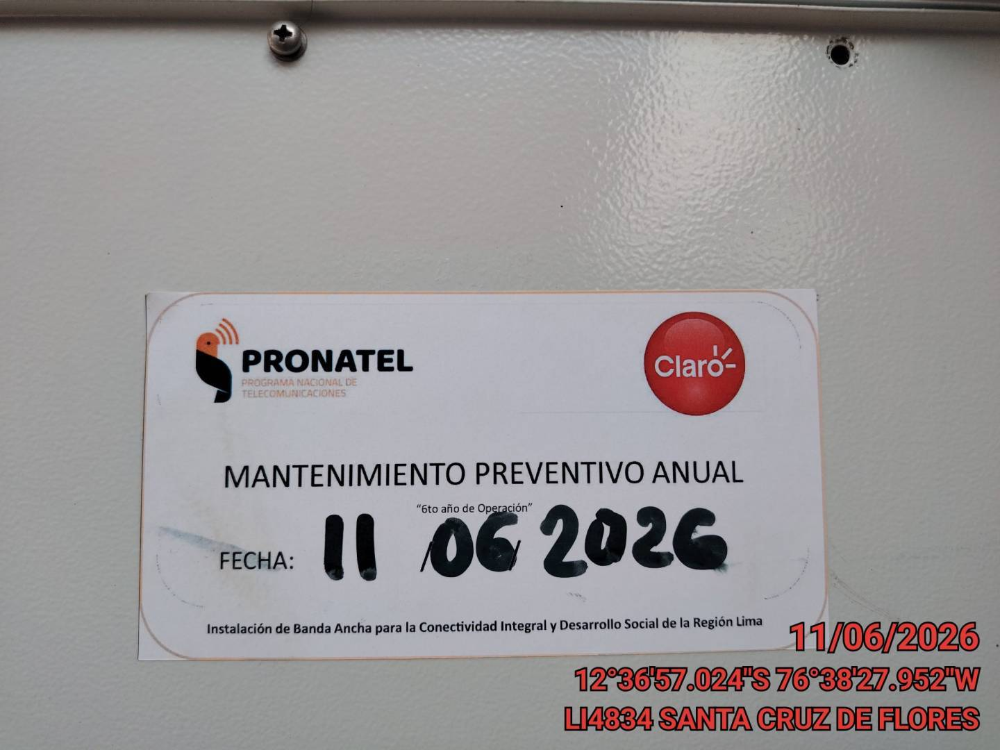 PRONATEL
PROGRAMA NACIONAL DE
TELECOMUNICACIONES
Claro
MANTENIMIENTO PREVENTIVO ANUAL
“6to año de Operación”
FECHA: 11 /06/ 2026
Instalación de Banda Ancha para la Conectividad Integral y Desarrollo Social de la Región Lima
11/06/2026
12°36'57.024"S 76°38'27.952"W
LI4834 SANTA CRUZ DE FLORES